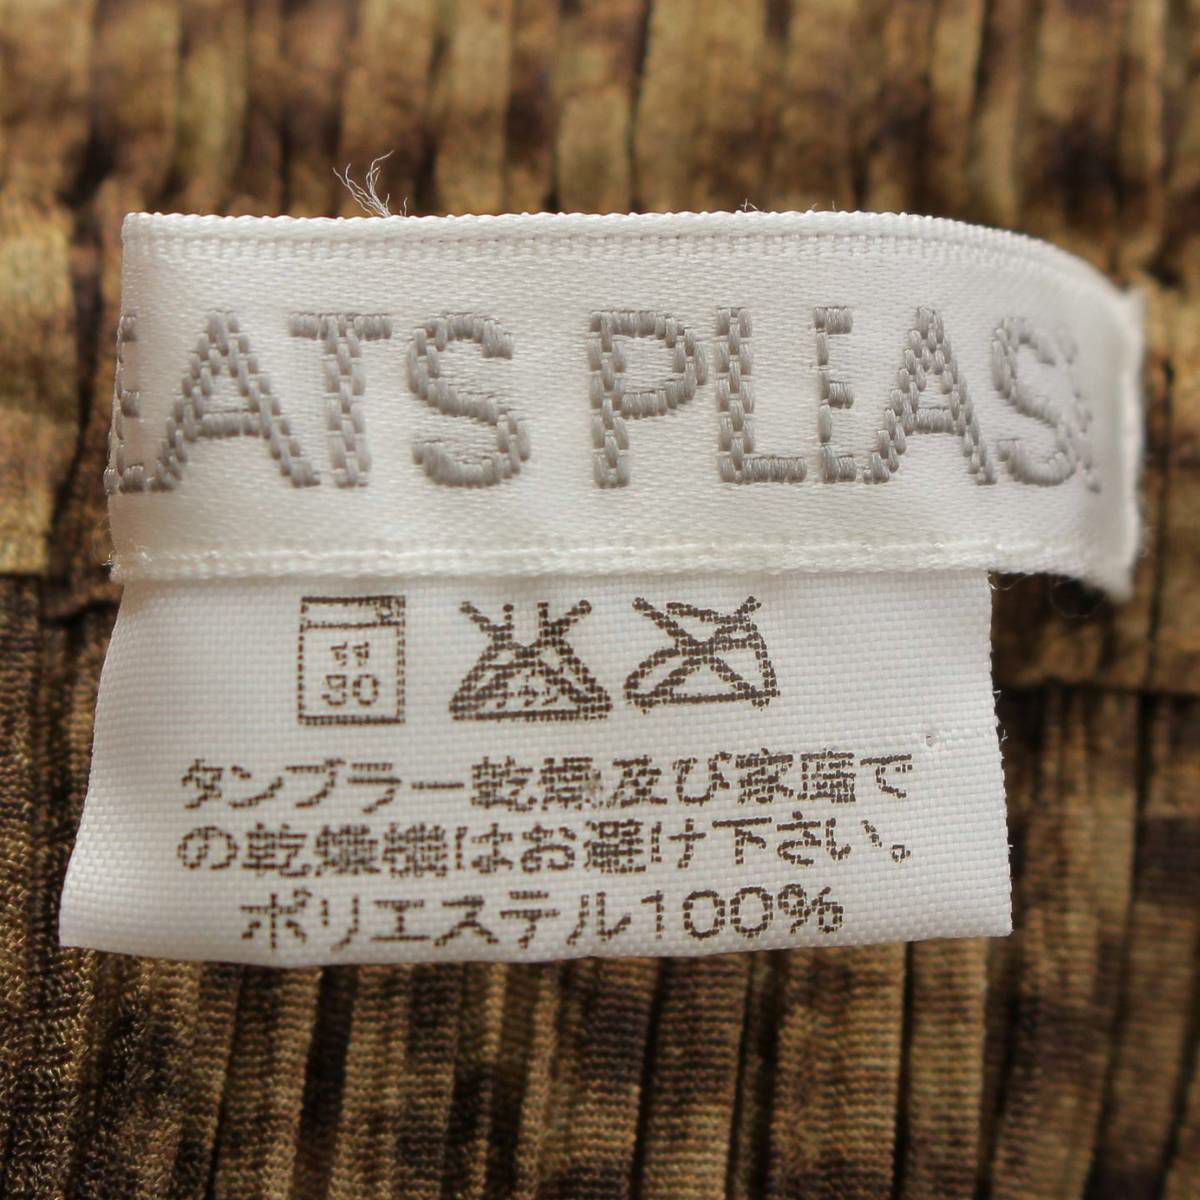 EATS PLEAS
30
タンブラー乾燥及び家庭で
の乾燥機はお避け下さい。
ポリエステル100%